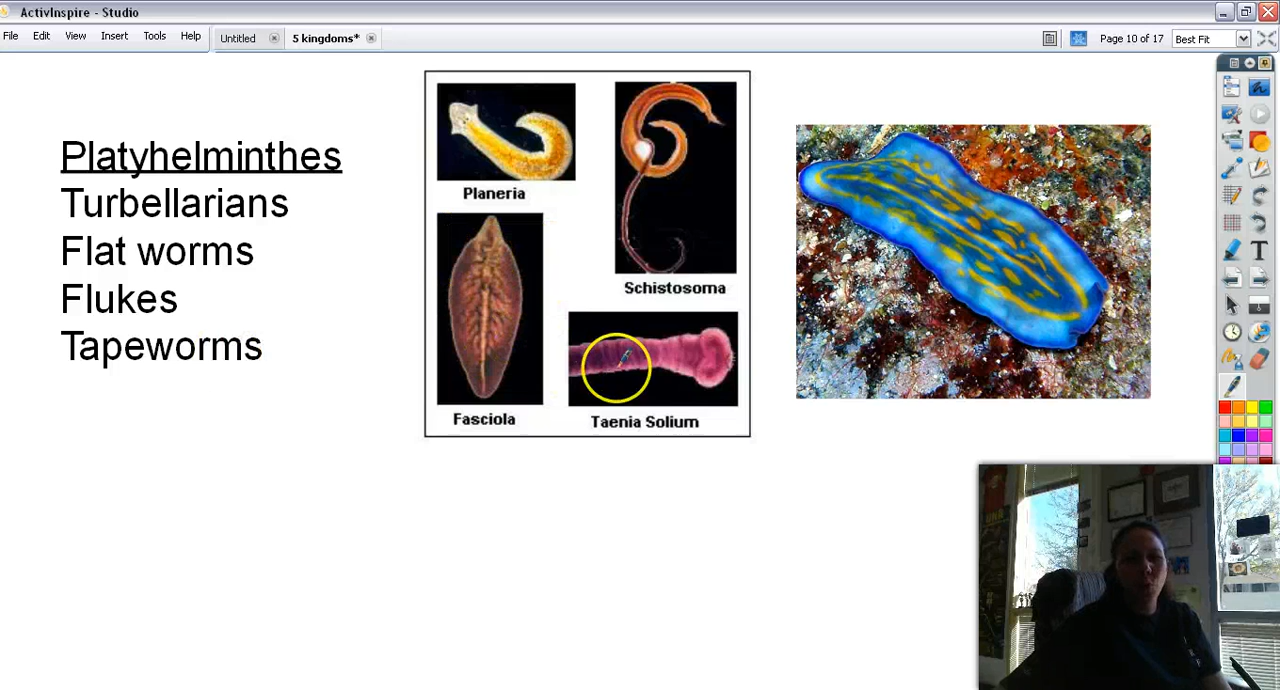 ActivInspire - Studio
File Edit View Insert Tools Help
Untitled
5 kingdoms*
Page 10 of 17
Best Fit
Platyhelminthes
Turbellarians
Flat worms
Flukes
Tapeworms
Planeria
Schistosoma
Fasciola
Taenia Solium